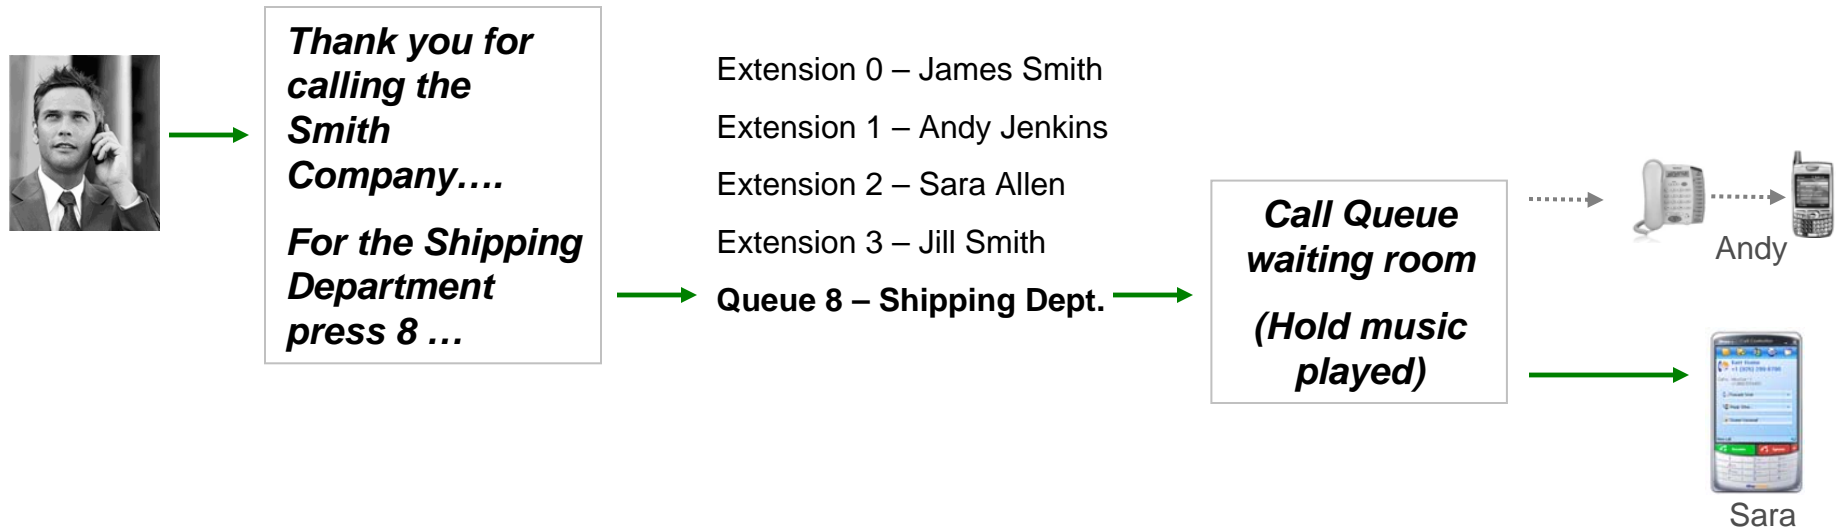 Thank you for
calling the
Smith
Company….
For the Shipping
Department
press 8 …
Extension 0 – James Smith
Extension 1 – Andy Jenkins
Extension 2 – Sara Allen
Extension 3 – Jill Smith
Queue 8 – Shipping Dept.
Call Queue
waiting room
(Hold music
played)
Andy
Sara